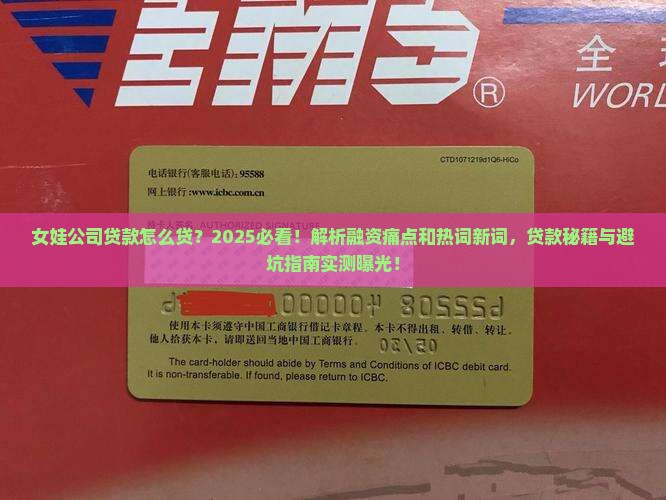 EMS®
全
WORL
CTD1071219d1Q6-HiCo
电话银行(客服电话)：95588
网上银行：www.icbc.com.cn
AUTHORIZED SIGNATURE
女娃公司贷款怎么贷？2025必看！解析融资痛点和热词新词，贷款秘籍与避
坑指南实测曝光！
使用本卡须遵守中国工商银行借记卡章程。本卡不得出租、转借、转让。
他人拾获本卡，请即送回当地中国工商银行。
The card-holder should abide by Terms and Conditions of ICBC debit card.
It is non-transferable. If found, please return to ICBC.